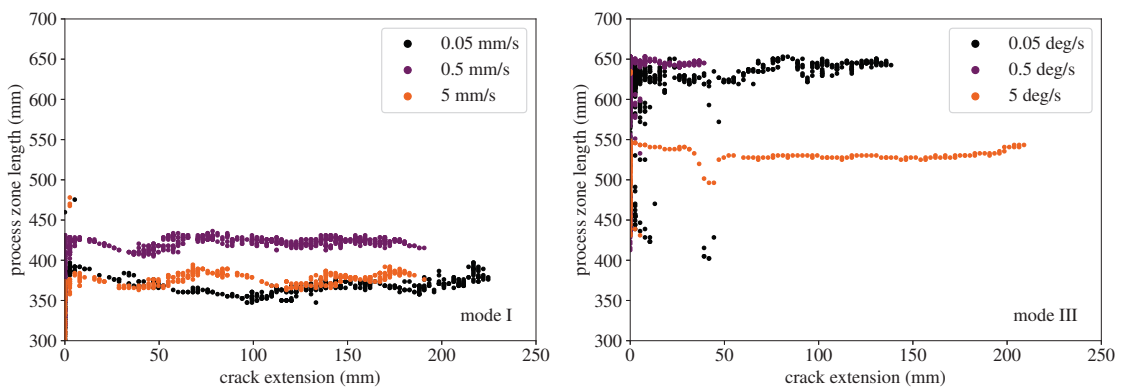 700
650
600
550
500
450
400
350
300
process zone length (mm)
0.05 mm/s
0.5 mm/s
5 mm/s
mode I
0
50
100
150
200
250
crack extension (mm)
700
650
600
550
500
450
400
350
300
process zone length (mm)
0.05 deg/s
0.5 deg/s
5 deg/s
mode III
0
50
100
150
200
250
crack extension (mm)